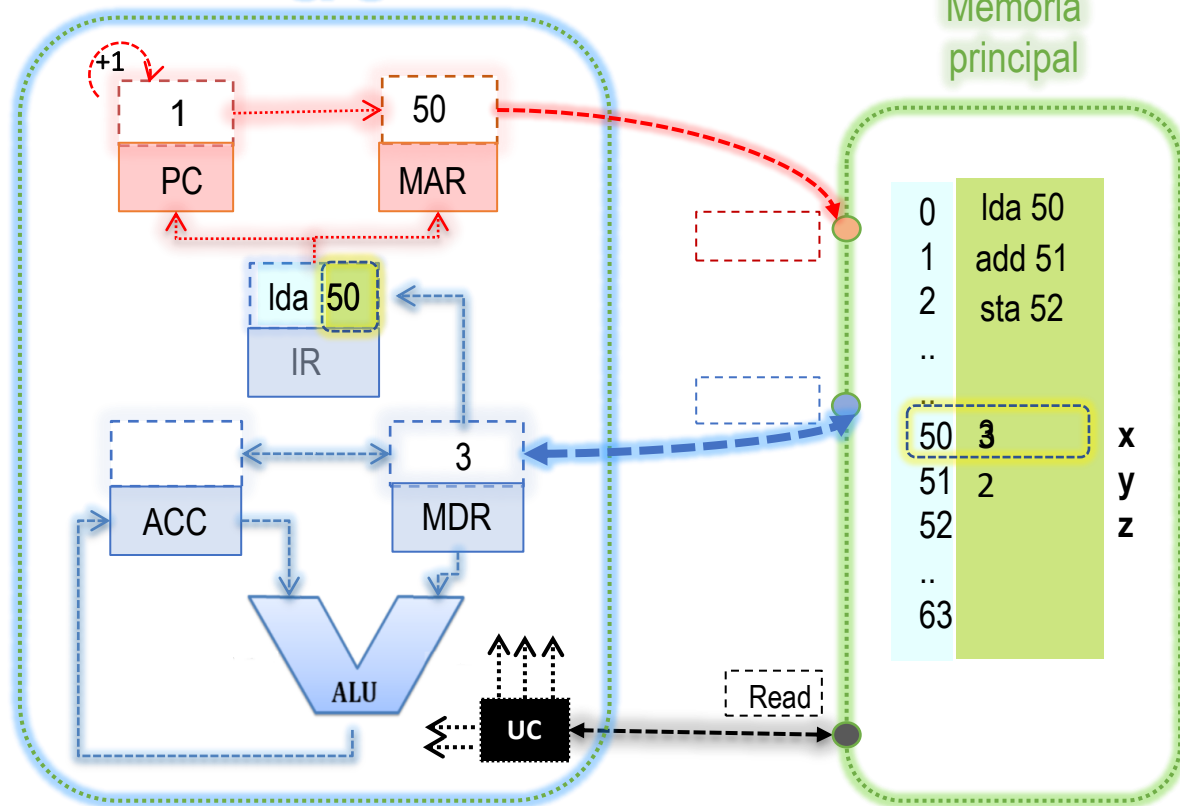 Memoria
principal
+1
1
50
PC
MAR
lda 50
IR
3
ACC
MDR
ALU
UC
Read
0 lda 50
1 add 51
2 sta 52
..
..
50 3 x
51 2 y
52 z
..
63